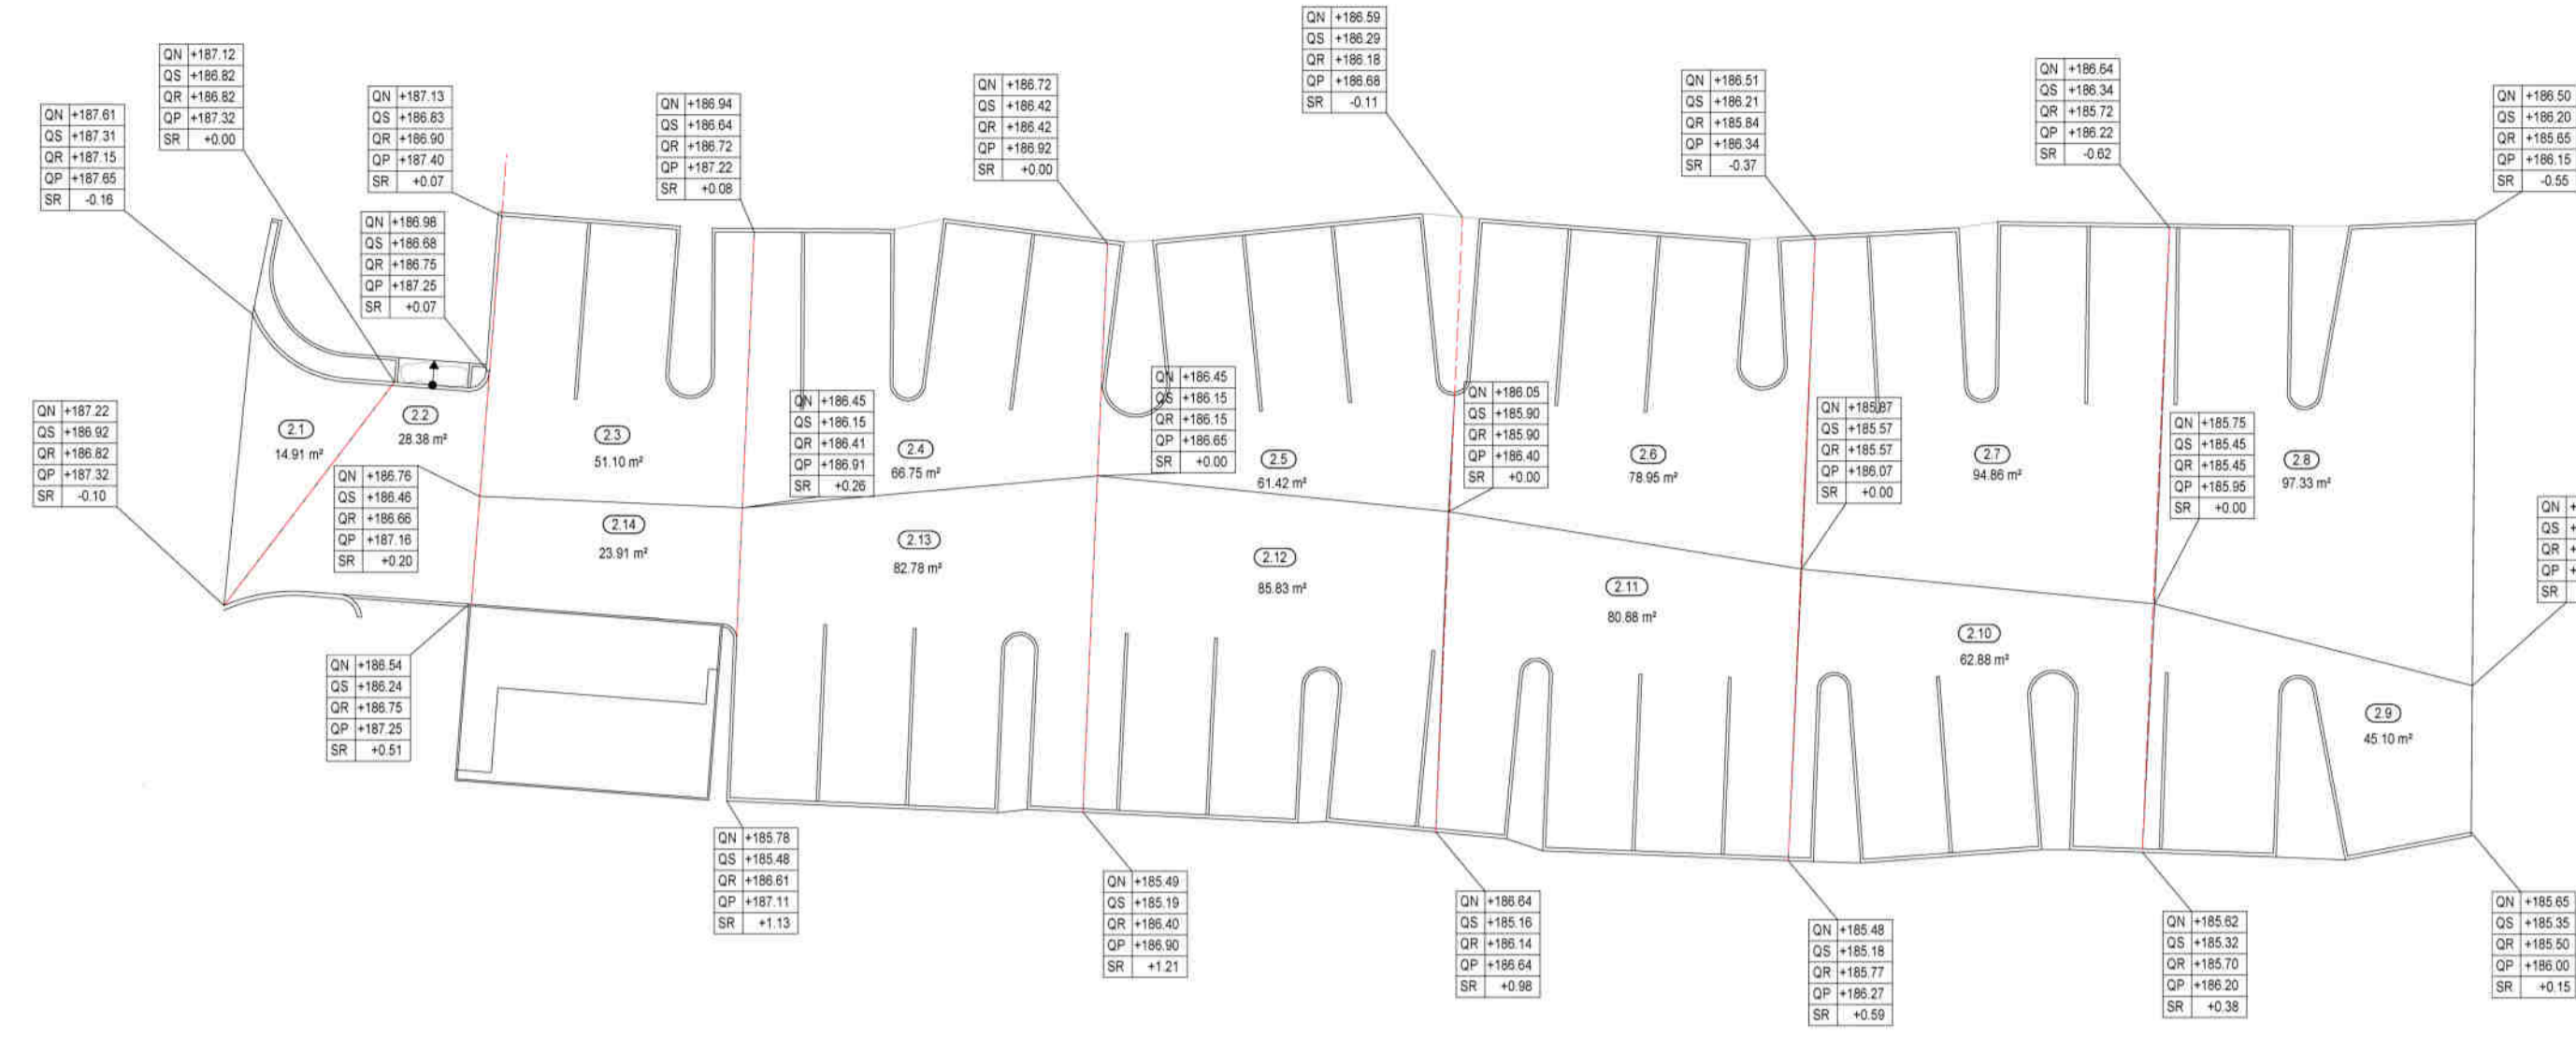 QN +186.59
QS +186.29
QR +186.18
QP +186.68
SR -0.11
QN +187.12
QS +186.82
QR +186.82
QP +187.32
SR +0.00
QN +186.64
QS +186.34
QR +185.72
QP +186.22
SR -0.62
QN +186.51
QS +186.21
QR +185.84
QP +186.34
SR -0.37
QN +186.72
QS +186.42
QR +186.42
QP +186.92
SR +0.00
QN +187.13
QS +186.83
QR +186.90
QP +187.40
SR +0.07
QN +186.50
QS +186.20
QR +185.65
QP +186.15
SR -0.55
QN +186.94
QS +186.64
QR +186.72
QP +187.22
SR +0.08
QN +187.61
QS +187.31
QR +187.15
QP +187.65
SR -0.16
QN +186.98
QS +186.68
QR +186.75
QP +187.25
SR +0.07
QN +187.22
QS +186.92
QR +186.82
QP +187.32
SR -0.10
2.1
14.91 m²
2.2
28.38 m²
2.3
51.10 m²
QN +186.45
QS +186.15
QR +186.41
QP +186.91
SR +0.26
2.4
66.75 m²
QN +186.45
QS +186.15
QR +186.15
QP +186.65
SR +0.00
2.5
61.42 m²
QN +186.05
QS +185.90
QR +185.90
QP +186.40
SR +0.00
2.6
78.95 m²
QN +185.87
QS +185.57
QR +185.57
QP +186.07
SR +0.00
2.7
94.86 m²
QN +185.75
QS +185.45
QR +185.45
QP +185.95
SR +0.00
2.8
97.33 m²
QN +186.76
QS +186.46
QR +186.66
QP +187.16
SR +0.20
QN +
QS +
QR +
QP +
SR
2.14
23.91 m²
2.13
82.78 m²
2.12
85.83 m²
2.11
80.88 m²
2.10
62.88 m²
2.9
45.10 m²
QN +186.54
QS +186.24
QR +186.75
QP +187.25
SR +0.51
QN +185.78
QS +185.48
QR +186.61
QP +187.11
SR +1.13
QN +185.49
QS +185.19
QR +186.40
QP +186.90
SR +1.21
QN +186.64
QS +185.16
QR +186.14
QP +186.64
SR +0.98
QN +185.48
QS +185.18
QR +185.77
QP +186.27
SR +0.59
QN +185.62
QS +185.32
QR +185.70
QP +186.20
SR +0.38
QN +185.65
QS +185.35
QR +185.50
QP +186.00
SR +0.15